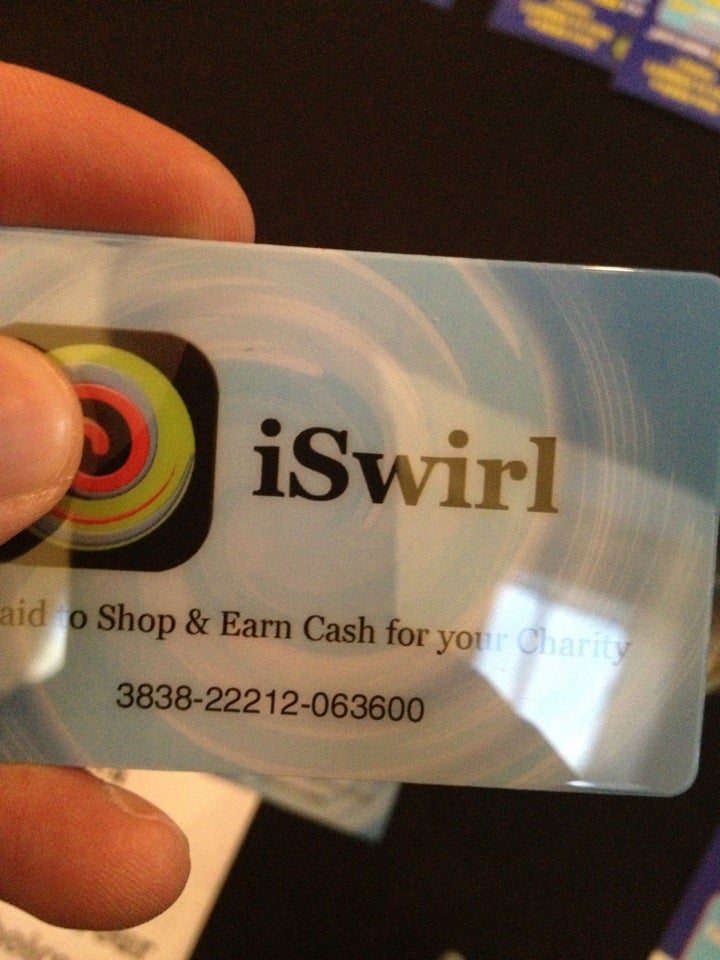 iSwirl
aid to Shop & Earn Cash for your Charity
3838-22212-063600